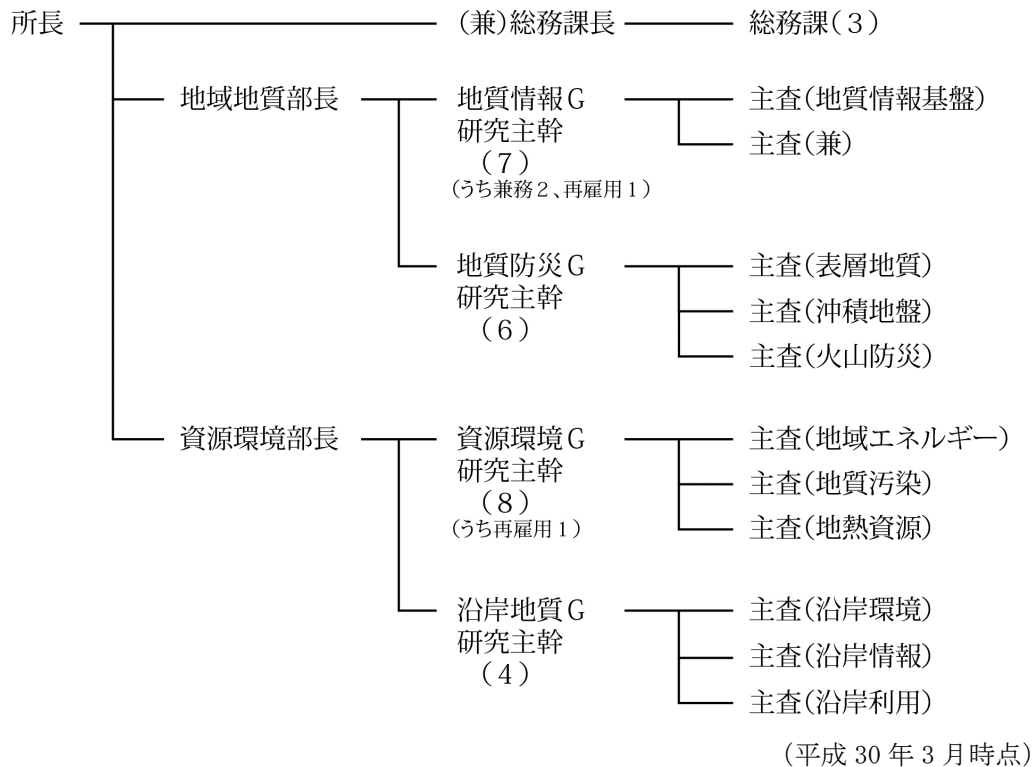 所長
(兼)総務課長
総務課(3)
地域地質部長
地質情報G
研究主幹
(7)
(うち兼務2、再雇用1)
主査(地質情報基盤)
主査(兼)
地質防災G
研究主幹
(6)
主査(表層地質)
主査(沖積地盤)
主査(火山防災)
資源環境部長
資源環境G
研究主幹
(8)
(うち再雇用1)
主査(地域エネルギー)
主査(地質汚染)
主査(地熱資源)
沿岸地質G
研究主幹
(4)
主査(沿岸環境)
主査(沿岸情報)
主査(沿岸利用)
(平成 30 年 3 月時点)